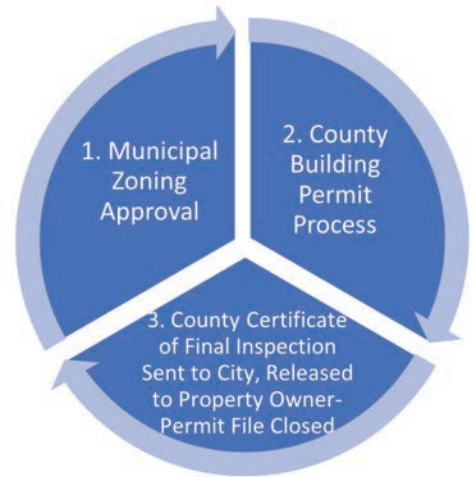 1. Municipal
Zoning
Approval
2. County
Building
Permit
Process
3. County Certificate
of Final Inspection
Sent to City, Released
to Property Owner-
Permit File Closed